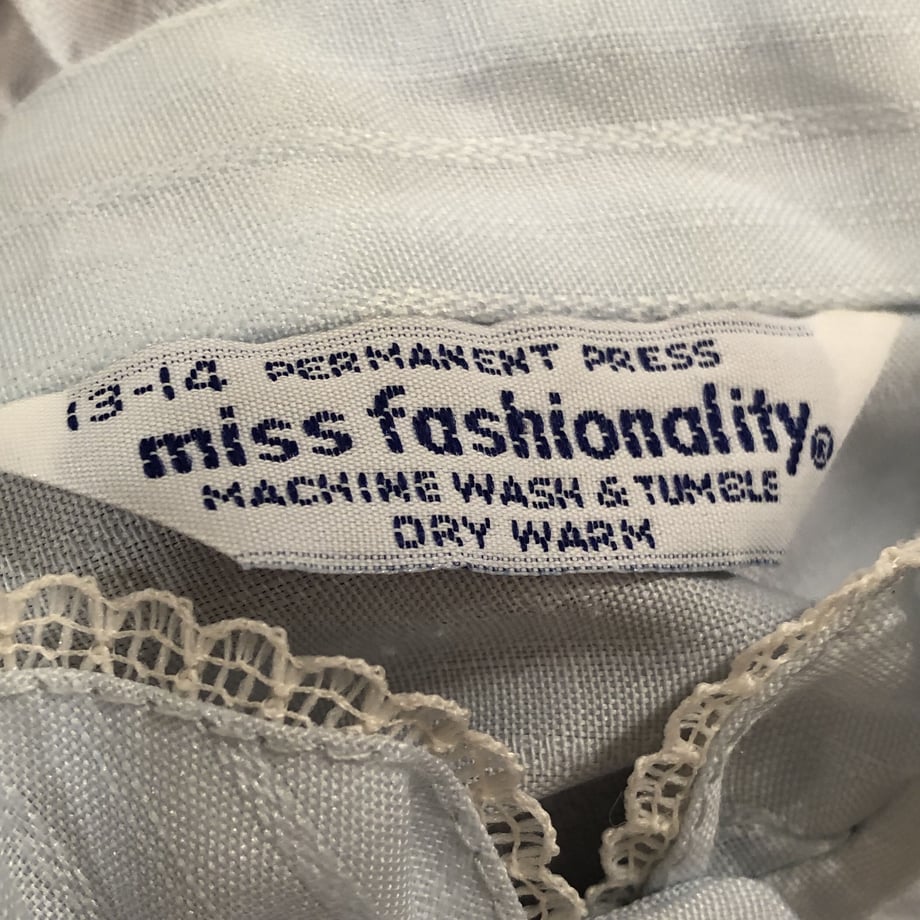 13-14 PERMANENT PRESS
miss fashionality®
MACHINE WASH & TUMBLE
DRY WARM